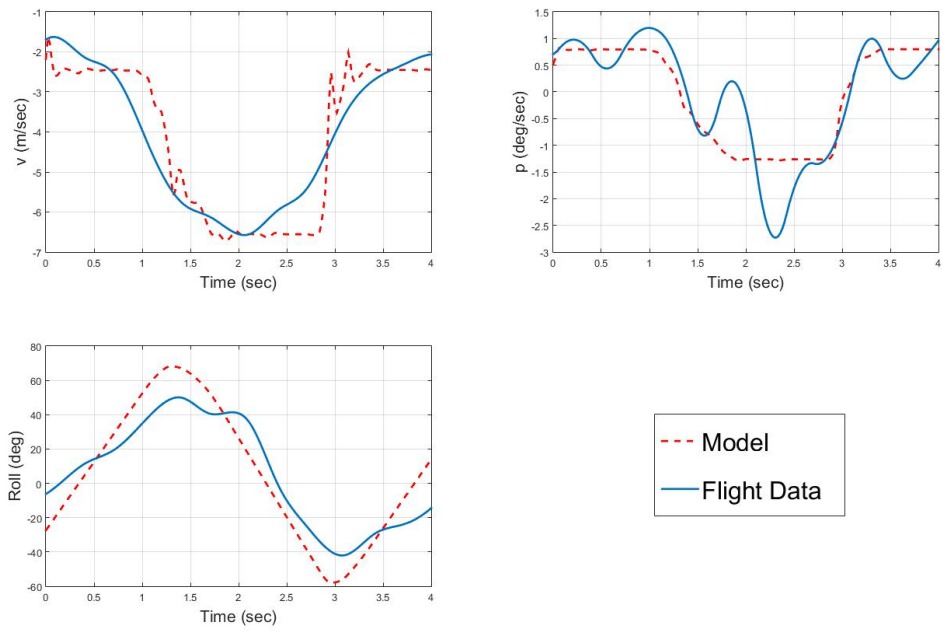 -1
-2
-3
-4
-5
-6
-7
v (m/sec)
0 0.5 1 1.5 2 2.5 3 3.5 4
Time (sec)
1.5
1
0.5
0
-0.5
-1
-1.5
-2
-2.5
-3
p (deg/sec)
0 0.5 1 1.5 2 2.5 3 3.5 4
Time (sec)
80
60
40
20
0
-20
-40
-60
Roll (deg)
0 0.5 1 1.5 2 2.5 3 3.5 4
Time (sec)
Model
Flight Data